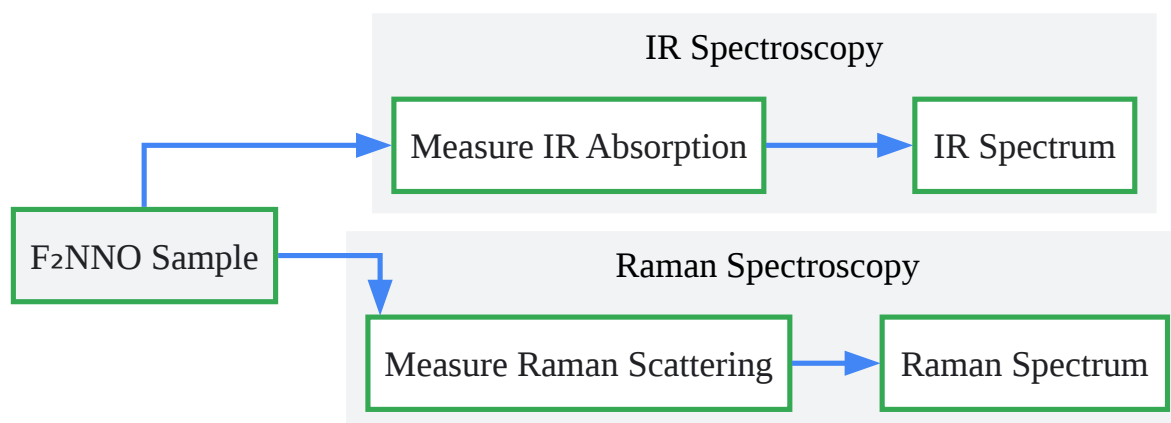 IR Spectroscopy
Measure IR Absorption
IR Spectrum
F₂NNO Sample
Raman Spectroscopy
Measure Raman Scattering
Raman Spectrum